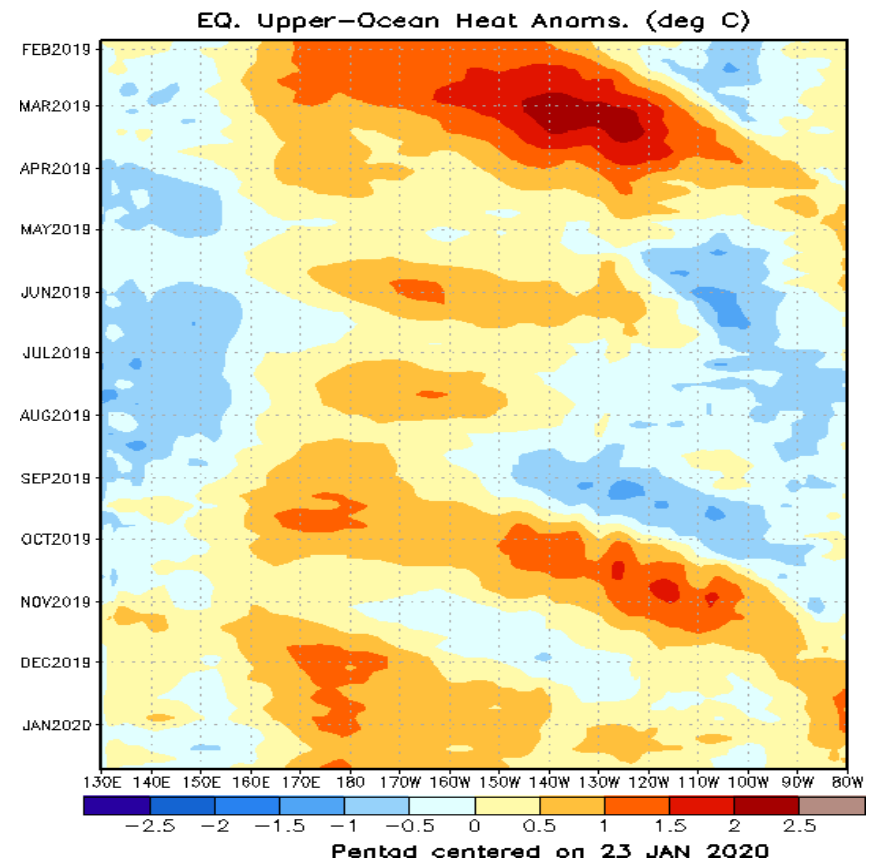 EQ. Upper-Ocean Heat Anoms. (deg C)
FEB2019
MAR2019
APR2019
MAY2019
JUN2019
JUL2019
AUG2019
SEP2019
OCT2019
NOV2019
DEC2019
JAN2020
130E 140E 150E 160E 170E 180 170W 160W 150W 140W 130W 120W 110W 100W 90W 80W
-2.5 -2 -1.5 -1 -0.5 0 0.5 1 1.5 2 2.5
Pentad centered on 23 JAN 2020